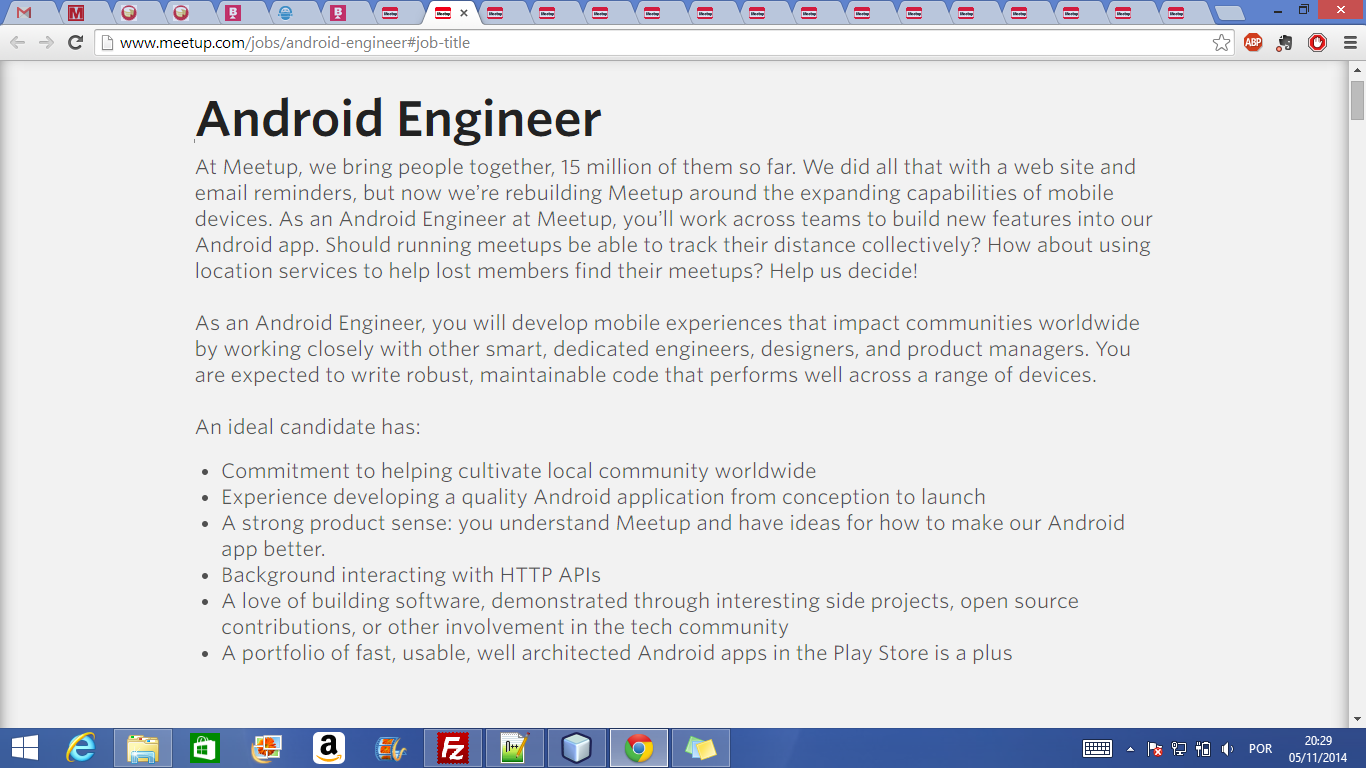 www.meetup.com/jobs/android-engineer#job-title
ABP
Android Engineer
At Meetup, we bring people together, 15 million of them so far. We did all that with a web site and
email reminders, but now we're rebuilding Meetup around the expanding capabilities of mobile
devices. As an Android Engineer at Meetup, you'll work across teams to build new features into our
Android app. Should running meetups be able to track their distance collectively? How about using
location services to help lost members find their meetups? Help us decide!
As an Android Engineer, you will develop mobile experiences that impact communities worldwide
by working closely with other smart, dedicated engineers, designers, and product managers. You
are expected to write robust, maintainable code that performs well across a range of devices.
An ideal candidate has:
• Commitment to helping cultivate local community worldwide
• Experience developing a quality Android application from conception to launch
• A strong product sense: you understand Meetup and have ideas for how to make our Android
app better.
• Background interacting with HTTP APIs
• A love of building software, demonstrated through interesting side projects, open source
contributions, or other involvement in the tech community
• A portfolio of fast, usable, well architected Android apps in the Play Store is a plus
POR
20:29
05/11/2014